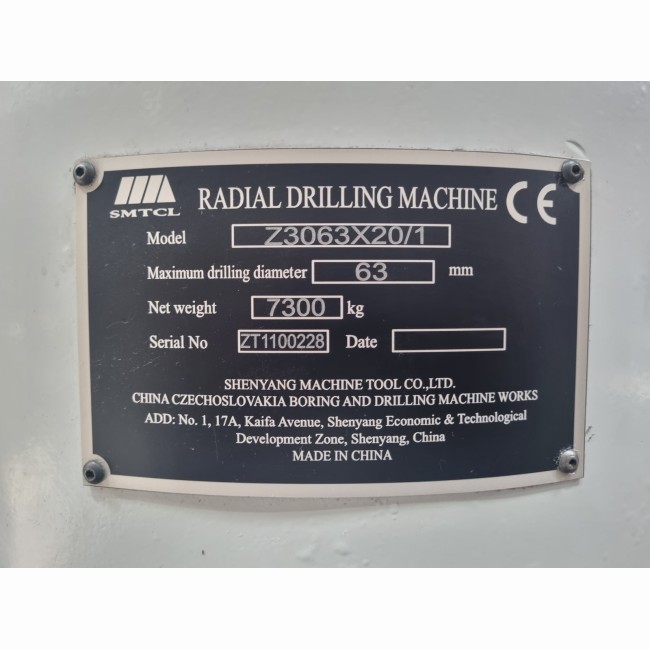 SMTCL
RADIAL DRILLING MACHINE CE
Model Z3063X20/1
Maximum drilling diameter 63 mm
Net weight 7300 kg
Serial No ZT1100228 Date
SHENYANG MACHINE TOOL CO.,LTD.
CHINA CZECHOSLOVAKIA BORING AND DRILLING MACHINE WORKS
ADD: No. 1, 17A, Kaifa Avenue, Shenyang Economic & Technological
Development Zone, Shenyang, China
MADE IN CHINA